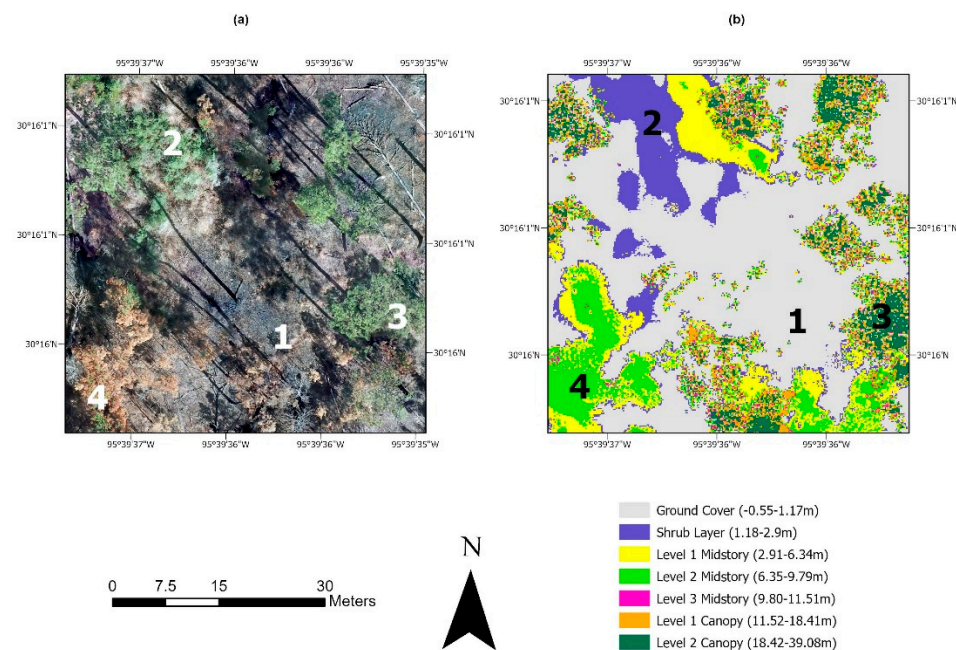 (a)
(b)
95°39'37"W 95°39'36"W 95°39'36"W 95°39'35"W
95°39'37"W 95°39'36"W 95°39'36"W
30°16'1"N
30°16'1"N
30°16'N
30°16'1"N
30°16'1"N
30°16'N
30°16'1"N
30°16'1"N
30°16'N
30°16'1"N
30°16'1"N
30°16'N
2
3
1
4
2
3
1
4
95°39'37"W 95°39'36"W 95°39'36"W 95°39'35"W
95°39'37"W 95°39'36"W 95°39'36"W
Ground Cover (-0.55-1.17m)
Shrub Layer (1.18-2.9m)
Level 1 Midstory (2.91-6.34m)
Level 2 Midstory (6.35-9.79m)
Level 3 Midstory (9.80-11.51m)
Level 1 Canopy (11.52-18.41m)
Level 2 Canopy (18.42-39.08m)
N
0 7.5 15 30
Meters